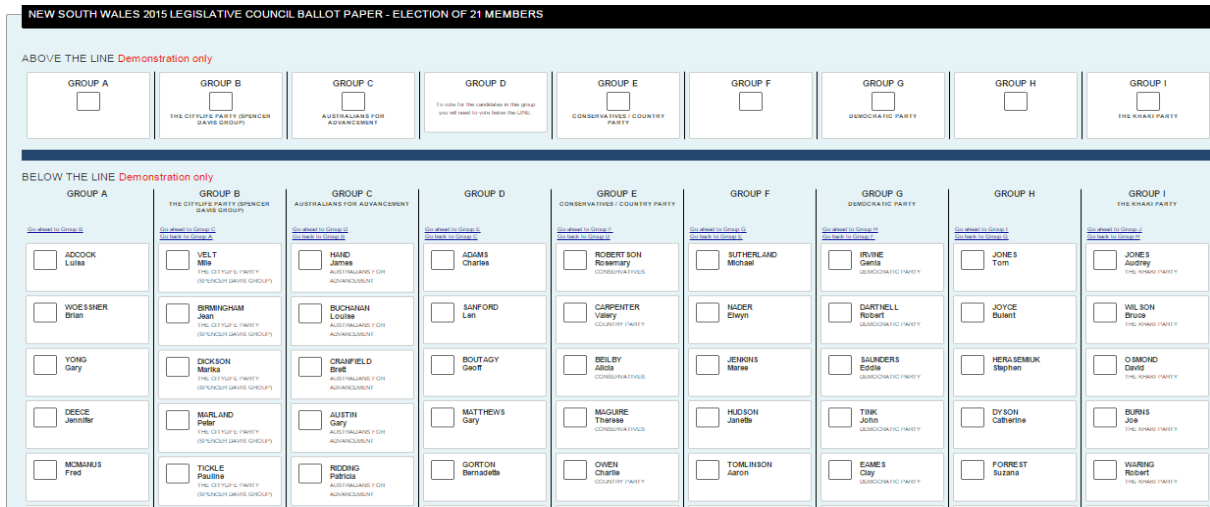 NEW SOUTH WALES 2015 LEGISLATIVE COUNCIL BALLOT PAPER - ELECTION OF 21 MEMBERS
ABOVE THE LINE Demonstration only
GROUP A
GROUP B
THE CITYLIFE PARTY (SPENCER
DAVIS GROUP)
GROUP C
AUSTRALIANS FOR
ADVANCEMENT
GROUP D
To vote for the candidates in this group
you will need to vote below the LINE.
GROUP E
CONSERVATIVES / COUNTRY
PARTY
GROUP F
GROUP G
DEMOCRATIC PARTY
GROUP H
GROUP I
THE KHAKI PARTY
BELOW THE LINE Demonstration only
GROUP A
Go ahead to Group B
ADCOCK
Luisa
WOESSNER
Brian
YONG
Gary
DEECE
Jennifer
MCMANUS
Fred
GROUP B
THE CITYLIFE PARTY (SPENCER
DAVIS GROUP)
Go ahead to Group C
Go back to Group A
VELT
Mile
THE CITYLIFE PARTY
(SPENCER DAVIS GROUP)
BIRMINGHAM
Jean
THE CITYLIFE PARTY
(SPENCER DAVIS GROUP)
DICKSON
Marika
THE CITYLIFE PARTY
(SPENCER DAVIS GROUP)
MARLAND
Peter
THE CITYLIFE PARTY
(SPENCER DAVIS GROUP)
TICKLE
Pauline
THE CITYLIFE PARTY
(SPENCER DAVIS GROUP)
GROUP C
AUSTRALIANS FOR ADVANCEMENT
Go ahead to Group D
Go back to Group B
HAND
James
AUSTRALIANS FOR
ADVANCEMENT
BUCHANAN
Louise
AUSTRALIANS FOR
ADVANCEMENT
CRANFIELD
Brett
AUSTRALIANS FOR
ADVANCEMENT
AUSTIN
Gary
AUSTRALIANS FOR
ADVANCEMENT
RIDDING
Patricia
AUSTRALIANS FOR
ADVANCEMENT
GROUP D
Go ahead to Group E
Go back to Group C
ADAMS
Charles
SANFORD
Len
BOUTAGY
Geoff
MATTHEWS
Gary
GORTON
Bernadette
GROUP E
CONSERVATIVES / COUNTRY PARTY
Go ahead to Group F
Go back to Group D
ROBERTSON
Rosemary
CONSERVATIVES
CARPENTER
Valery
COUNTRY PARTY
BEILBY
Alicia
CONSERVATIVES
MAGUIRE
Therese
CONSERVATIVES
OWEN
Charlie
COUNTRY PARTY
GROUP F
Go ahead to Group G
Go back to Group E
SUTHERLAND
Michael
NADER
Elwyn
JENKINS
Maree
HUDSON
Janette
TOMLINSON
Aaron
GROUP G
DEMOCRATIC PARTY
Go ahead to Group H
Go back to Group F
IRVINE
Genia
DEMOCRATIC PARTY
DARTNELL
Robert
DEMOCRATIC PARTY
SAUNDERS
Eddie
DEMOCRATIC PARTY
TINK
John
DEMOCRATIC PARTY
EAMES
Clay
DEMOCRATIC PARTY
GROUP H
Go ahead to Group I
Go back to Group G
JONES
Tom
JOYCE
Bulent
HERASEMIUK
Stephen
DYSON
Catherine
FORREST
Suzana
GROUP I
THE KHAKI PARTY
Go ahead to Group J
Go back to Group H
JONES
Audrey
THE KHAKI PARTY
WILSON
Bruce
THE KHAKI PARTY
OSMOND
David
THE KHAKI PARTY
BURNS
Joe
THE KHAKI PARTY
WARING
Robert
THE KHAKI PARTY